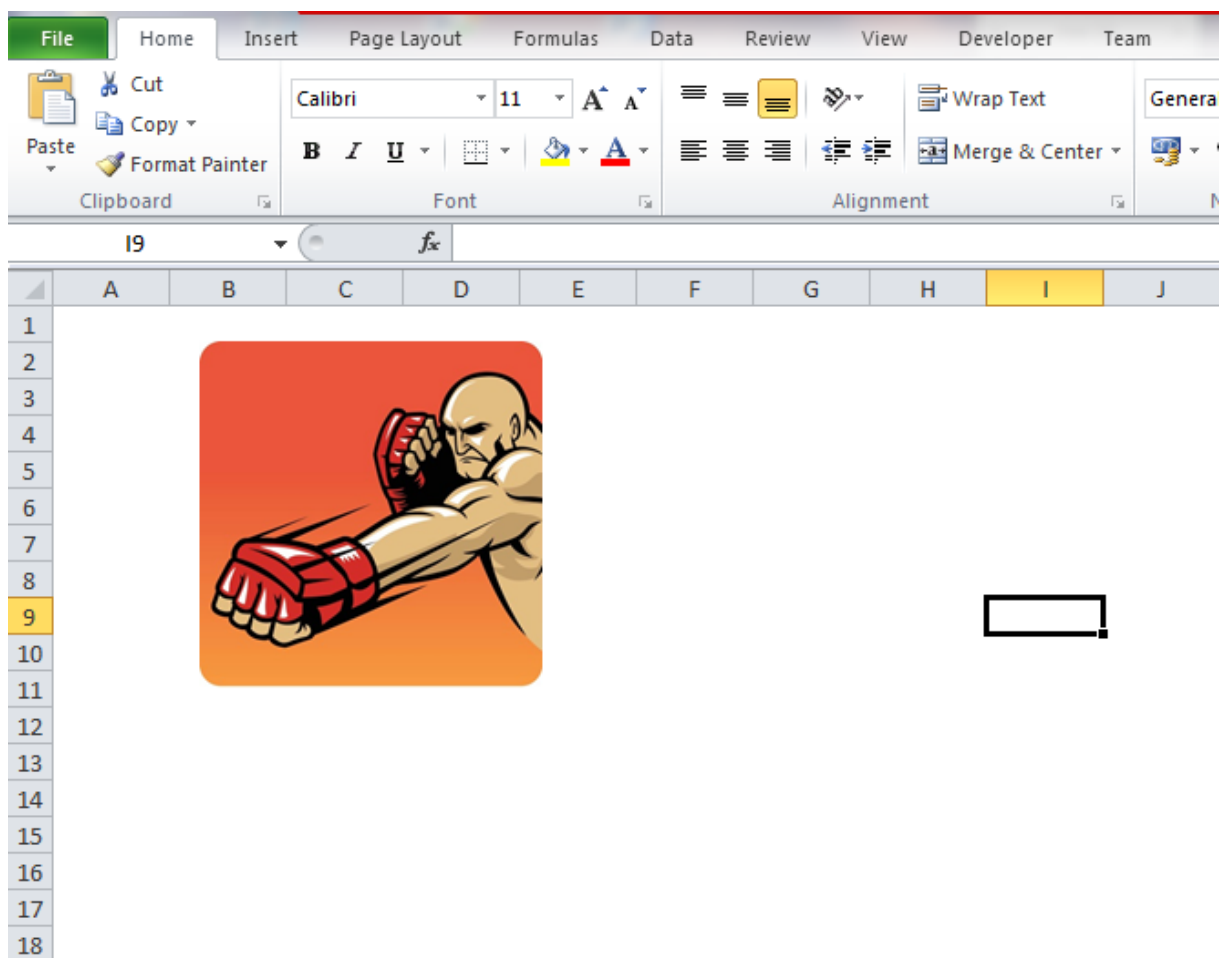 File Home Insert Page Layout Formulas Data Review View Developer Team
Cut
Calibri 11 A A Wrap Text Genera
Copy
Paste
Format Painter B I U A Merge & Center
Clipboard Font Alignment N
I9 fx
A B C D E F G H I J
1
2
3
4
5
6
7
8
9
10
11
12
13
14
15
16
17
18